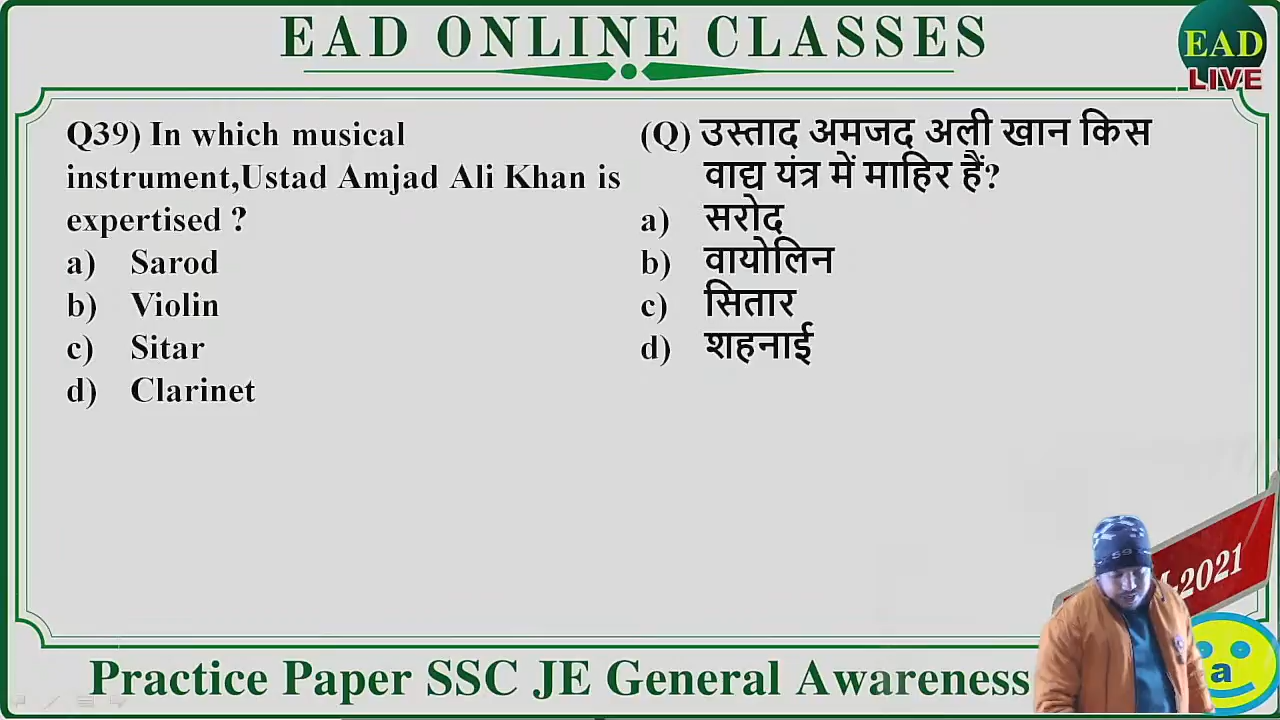 EAD ONLINE CLASSES
EAD
LIVE
Q39) In which musical
instrument,Ustad Amjad Ali Khan is
expertised ?
a) Sarod
b) Violin
c) Sitar
d) Clarinet
(Q) उस्ताद अमजद अली खान किस
वाद्य यंत्र में माहिर हैं?
a) सरोद
b) वायोलिन
c) सितार
d) शहनाई
59
2021
a
Practice Paper SSC JE General Awareness